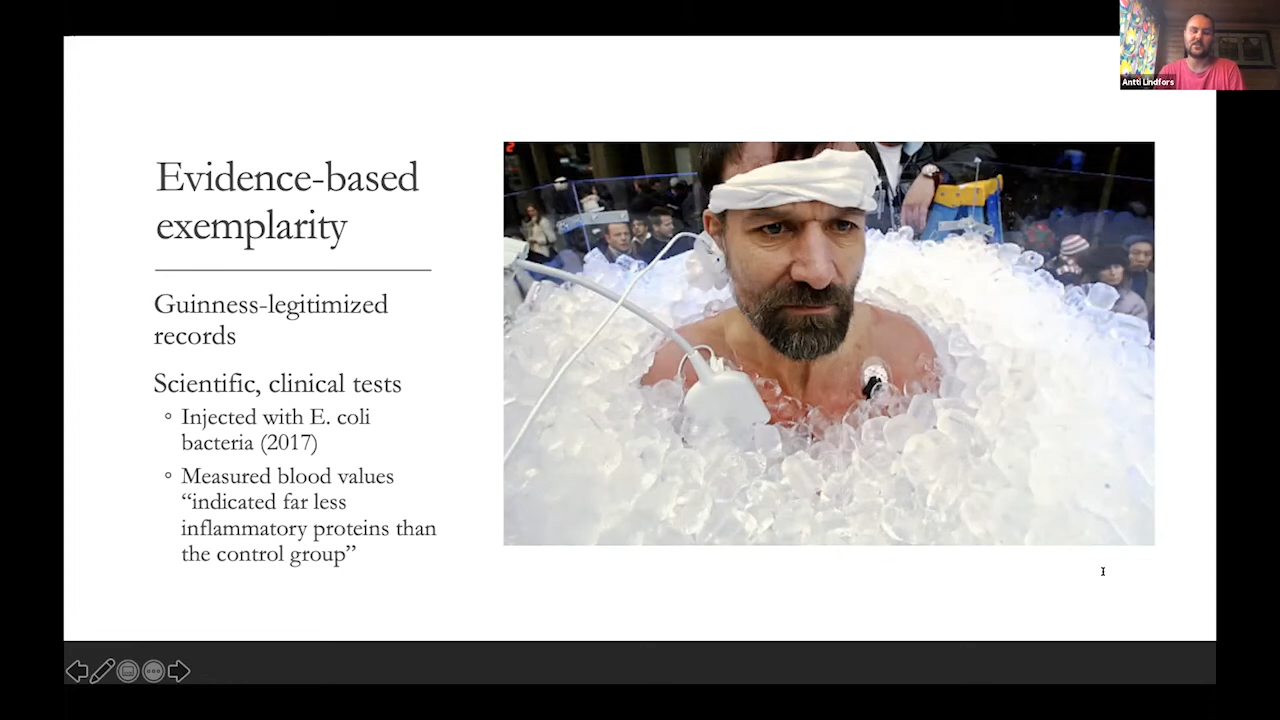 Antti Lindfors
Evidence-based
exemplarity
Guinness-legitimized
records
Scientific, clinical tests
Injected with E. coli
bacteria (2017)
Measured blood values
“indicated far less
inflammatory proteins than
the control group”
2